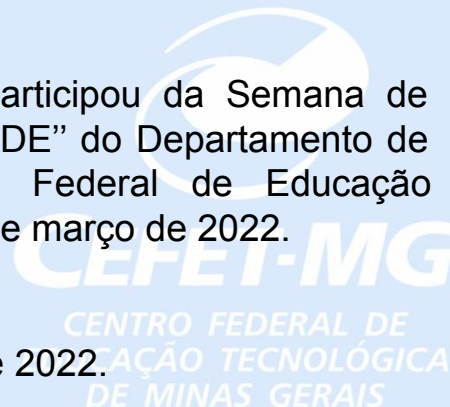 articipou da Semana de
DE” do Departamento de
Federal de Educação
e março de 2022.
CEFET-MG
CENTRO FEDERAL DE
EDUCAÇÃO TECNOLÓGICA
e 2022.
DE MINAS GERAIS